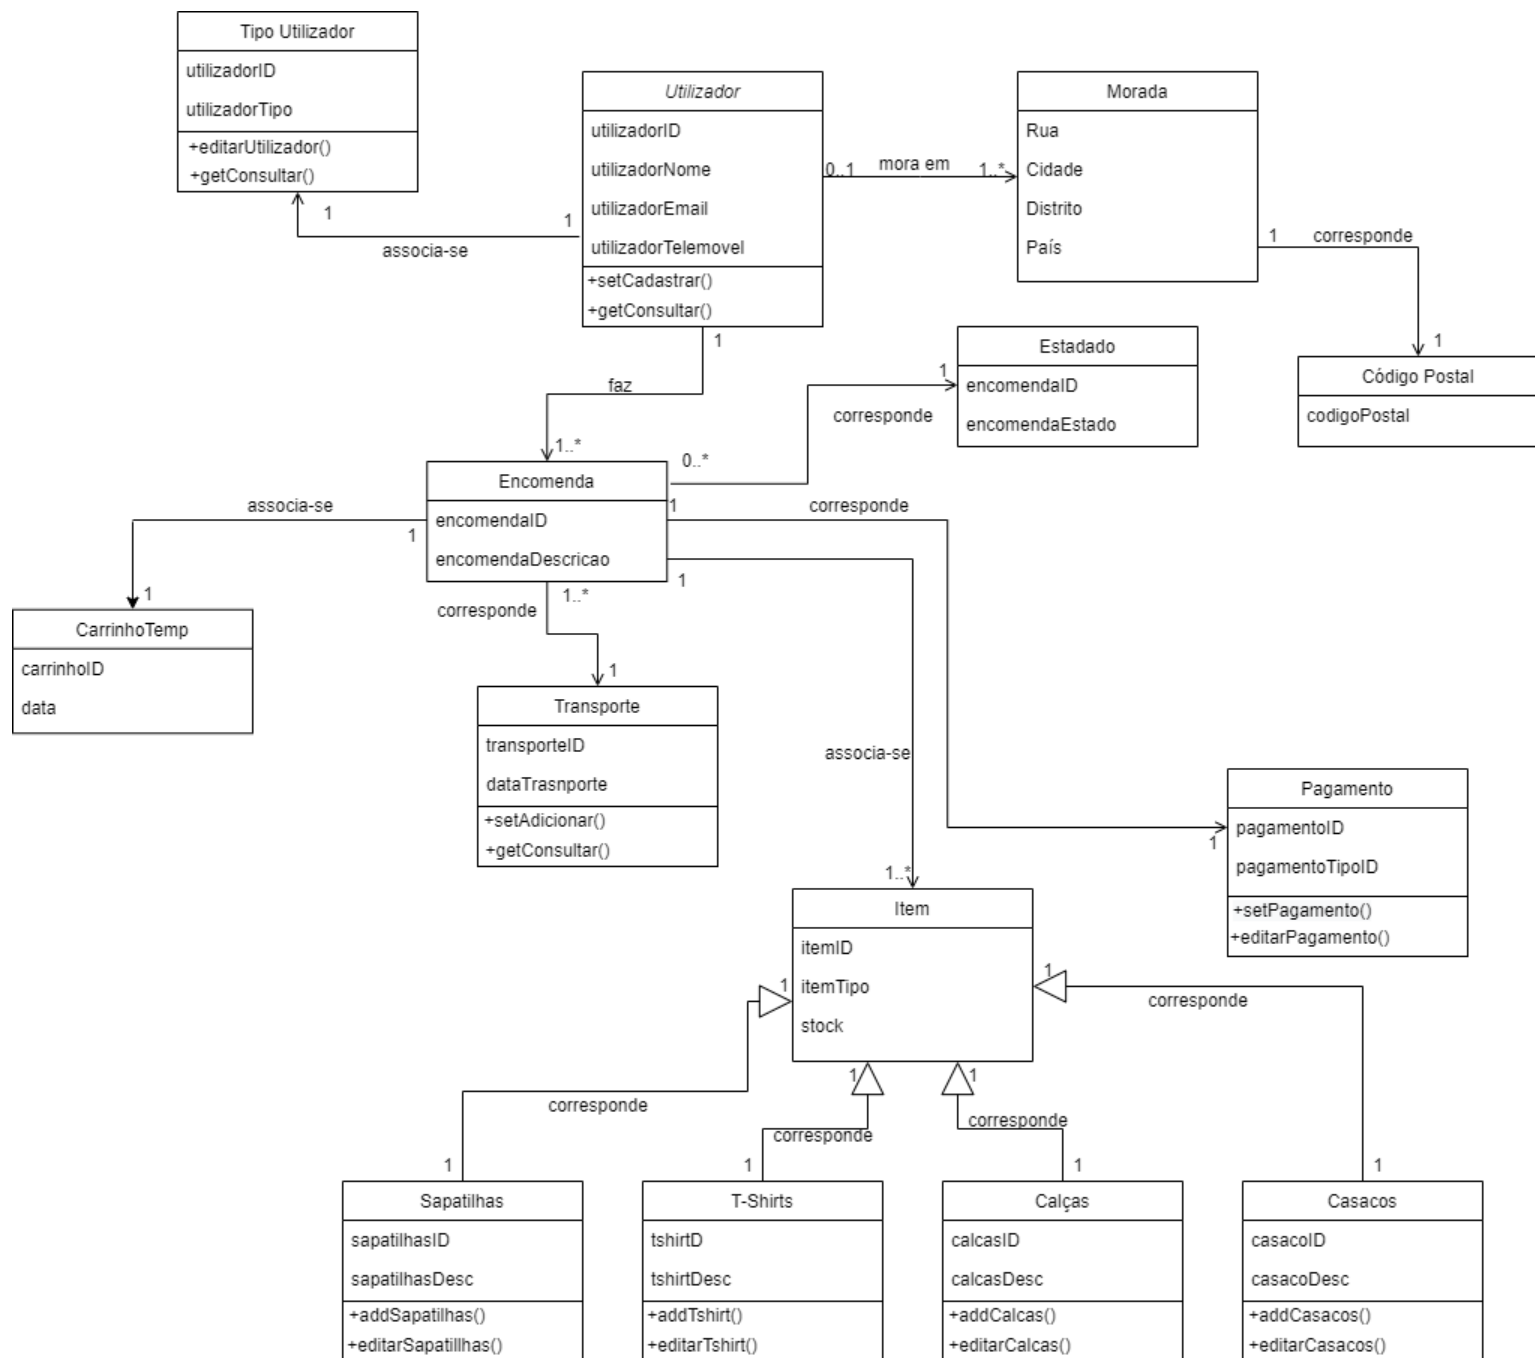 Tipo Utilizador
utilizadorID
utilizadorTipo
+editarUtilizador()
+getConsultar()
1
associa-se
1
Utilizador
utilizadorID
utilizadorNome
utilizadorEmail
utilizadorTelemovel
+setCadastrar()
+getConsultar()
0..1
mora em
1..*
Morada
Rua
Cidade
Distrito
País
1
corresponde
1
Código Postal
codigoPostal
1
faz
1..*
Estadado
encomendaID
encomendaEstado
1
corresponde
0..*
Encomenda
encomendaID
encomendaDescricao
associa-se
1
1
CarrinhoTemp
carrinhoID
data
1..*
corresponde
1
Transporte
transporteID
dataTrasnporte
+setAdicionar()
+getConsultar()
1
corresponde
1
Pagamento
pagamentoID
pagamentoTipoID
+setPagamento()
+editarPagamento()
1
associa-se
1..*
Item
itemID
itemTipo
stock
1
corresponde
1
1
corresponde
1
1
corresponde
1
1
corresponde
1
Sapatilhas
sapatilhasID
sapatilhasDesc
+addSapatilhas()
+editarSapatillhas()
T-Shirts
tshirtD
tshirtDesc
+addTshirt()
+editarTshirt()
Calças
calcasID
calcasDesc
+addCalcas()
+editarCalcas()
Casacos
casacoID
casacoDesc
+addCasacos()
+editarCasacos()